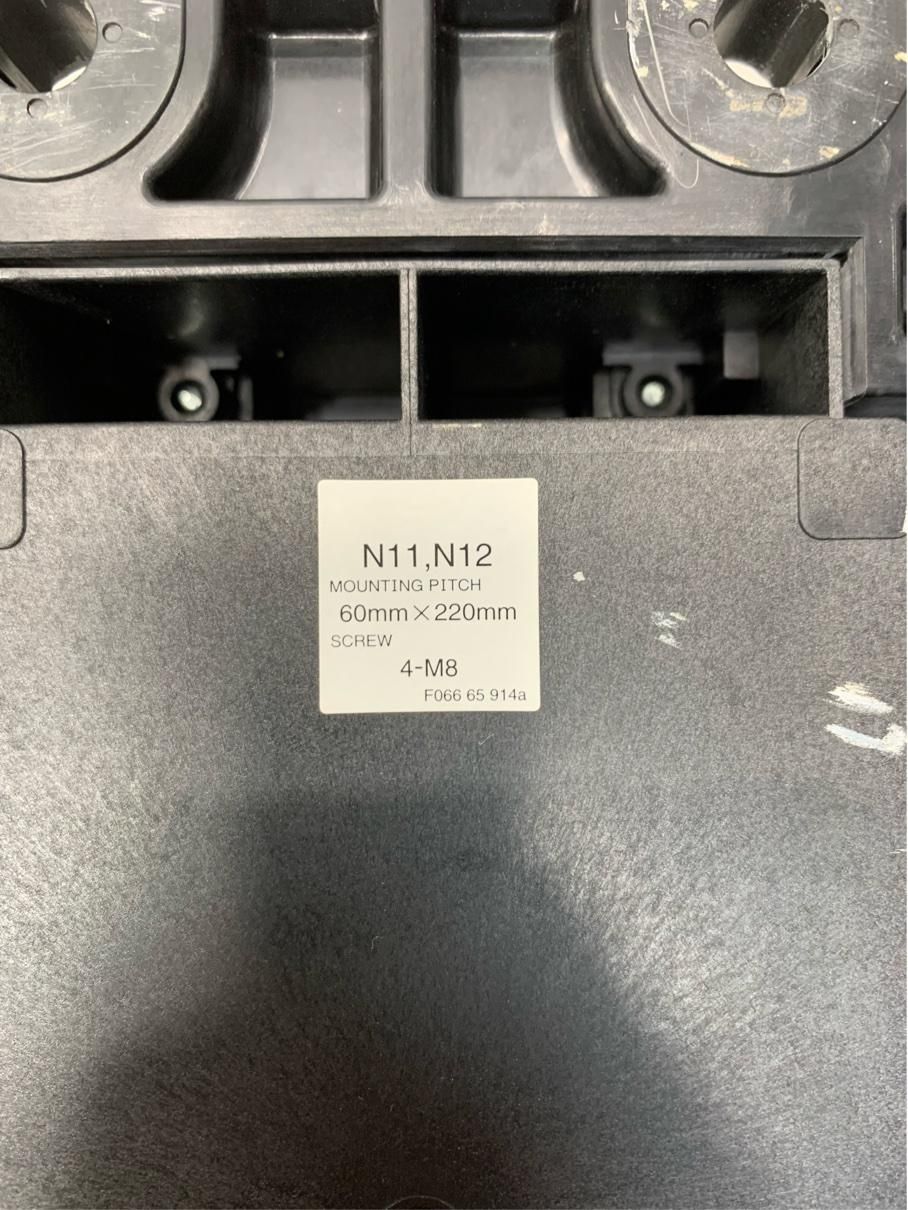 N11,N12
MOUNTING PITCH
60mm×220mm
SCREW
4-M8
F066 65 914a